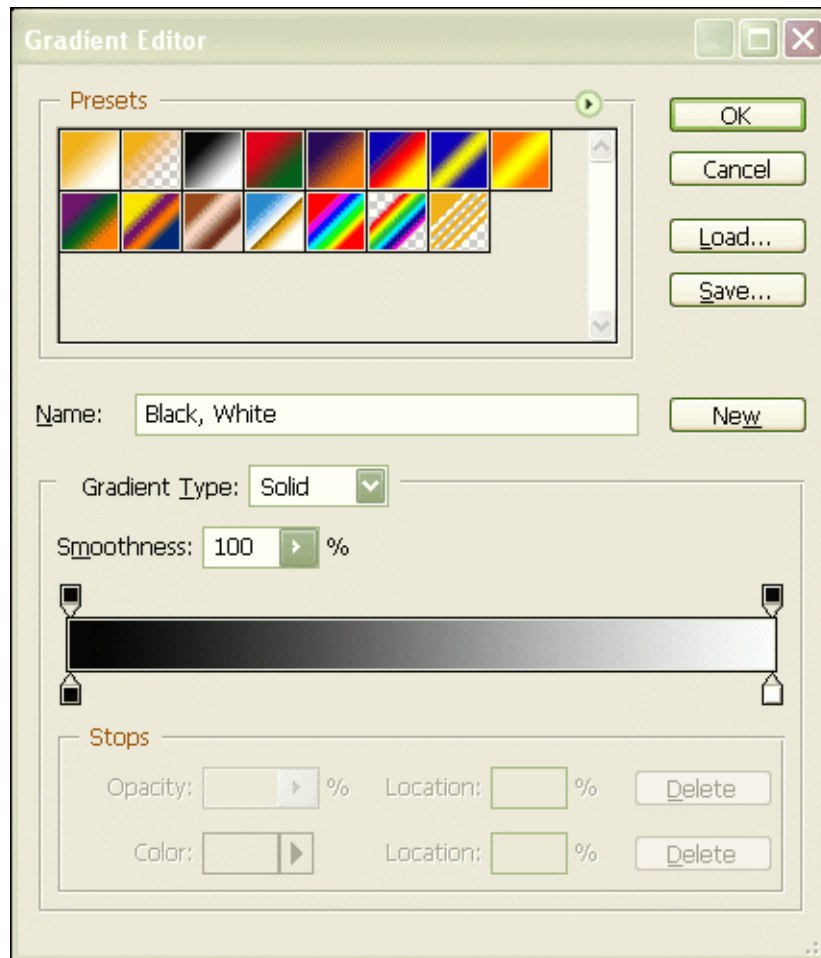 Gradient Editor
Presets
OK
Cancel
Load...
Save...
Name: Black, White
New
Gradient Type: Solid
Smoothness: 100 %
Stops
Opacity: % Location: % Delete
Color: Location: % Delete